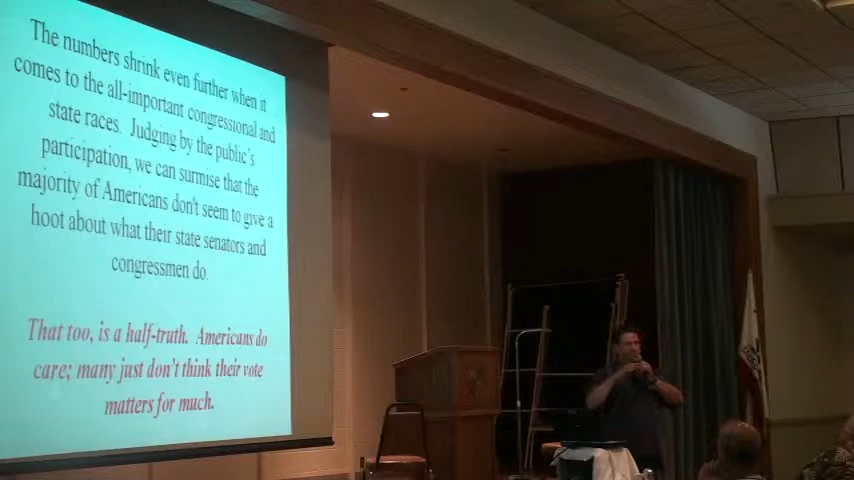 The numbers shrink even further when it
comes to the all-important congressional and
state races. Judging by the public's
participation, we can surmise that the
majority of Americans don't seem to give a
hoot about what their state senators and
congressmen do.
That too, is a half-truth. Americans do
care; many just don't think their vote
matters for much.